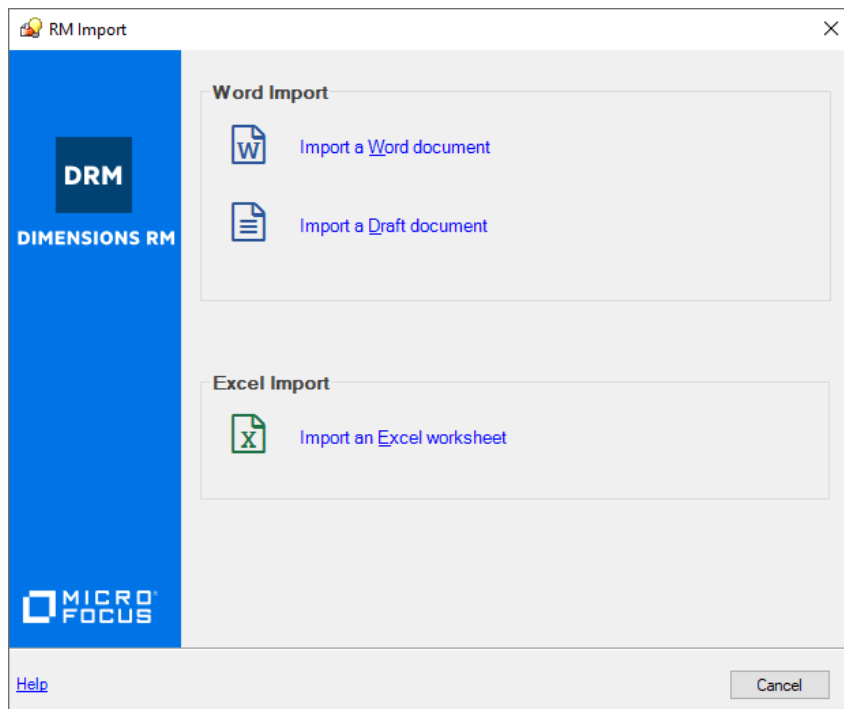 RM Import
DRM
DIMENSIONS RM
Word Import
W
Import a Word document
Import a Draft document
Excel Import
X
Import an Excel worksheet
MICRO
FOCUS
Help
Cancel